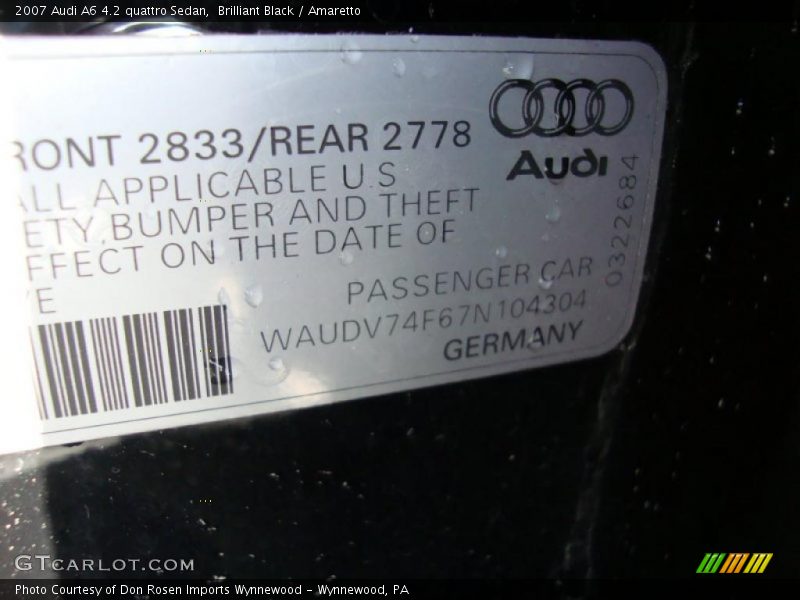 2007 Audi A6 4.2 quattro Sedan, Brilliant Black / Amaretto
RONT 2833/REAR 2778
ALL APPLICABLE U S
ETY, BUMPER AND THEFT
FFECT ON THE DATE OF
E
Audi
0322684
PASSENGER CAR
WAUDV74F67N104304
GERMANY
GTcarlot.com
Photo Courtesy of Don Rosen Imports Wynnewood – Wynnewood, PA